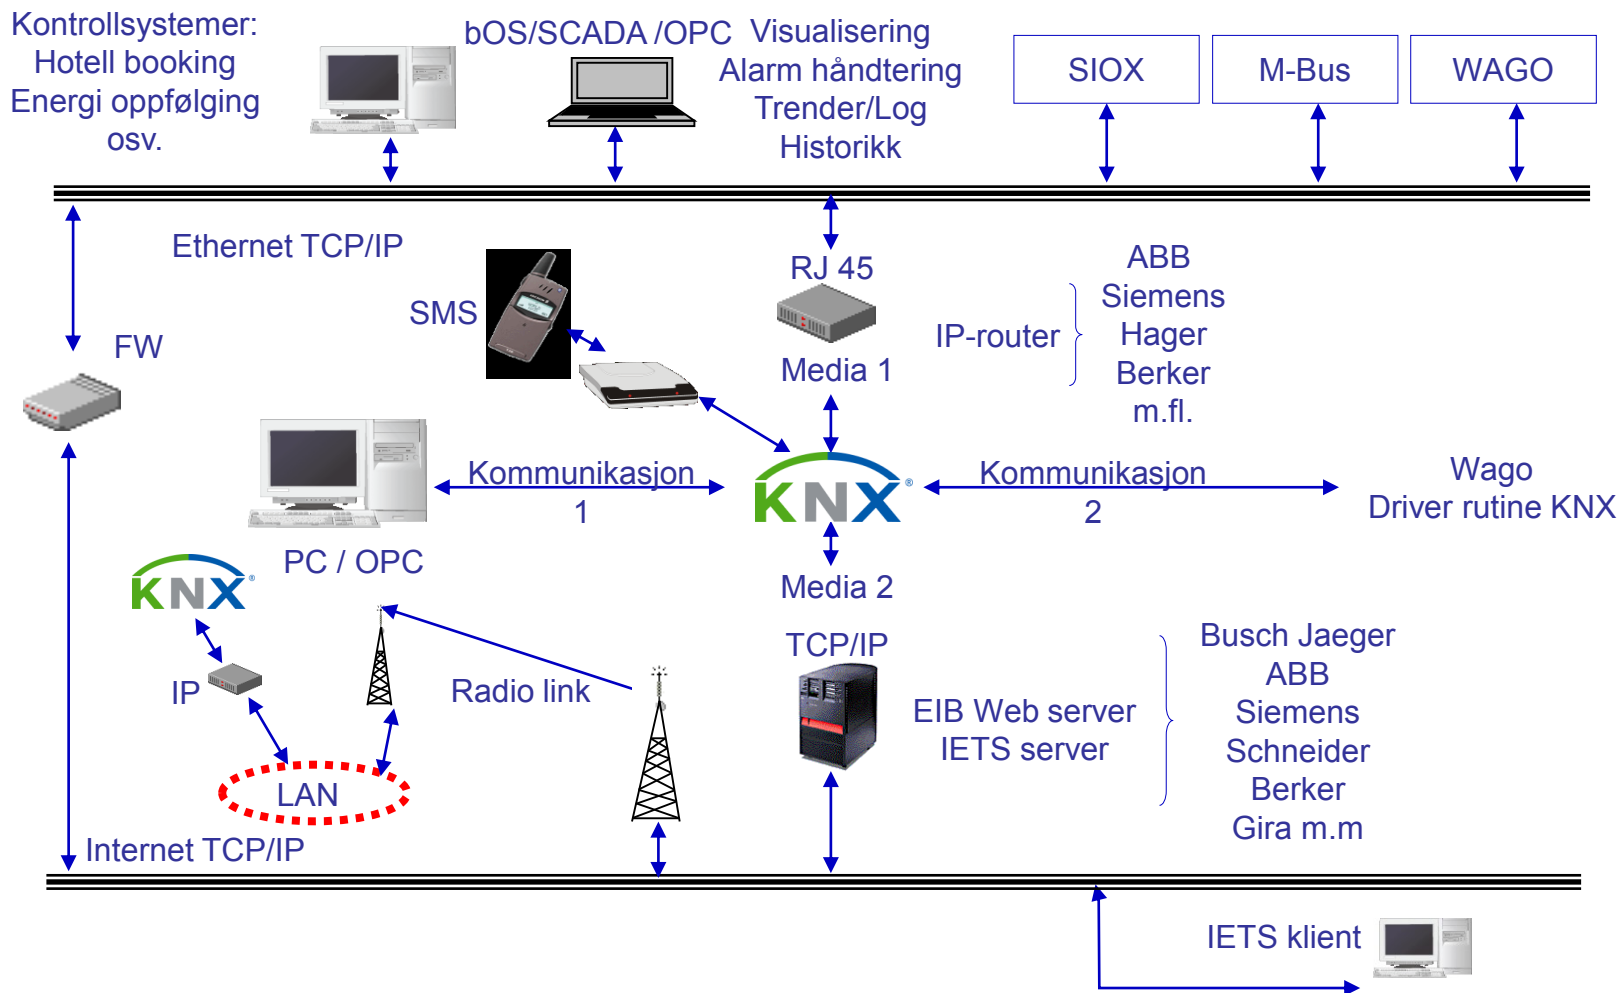 Kontrollsystemer:
Hotell booking
Energi oppfølging
osv.
bOS/SCADA /OPC
Visualisering
Alarm håndtering
Trender/Log
Historikk
SIOX
M-Bus
WAGO
Ethernet TCP/IP
FW
SMS
RJ 45
Media 1
IP-router
ABB
Siemens
Hager
Berker
m.fl.
PC / OPC
Kommunikasjon
1
KNX®
Kommunikasjon
2
Wago
Driver rutine KNX
Media 2
KNX®
IP
LAN
Radio link
TCP/IP
EIB Web server
IETS server
Busch Jaeger
ABB
Siemens
Schneider
Berker
Gira m.m
Internet TCP/IP
IETS klient